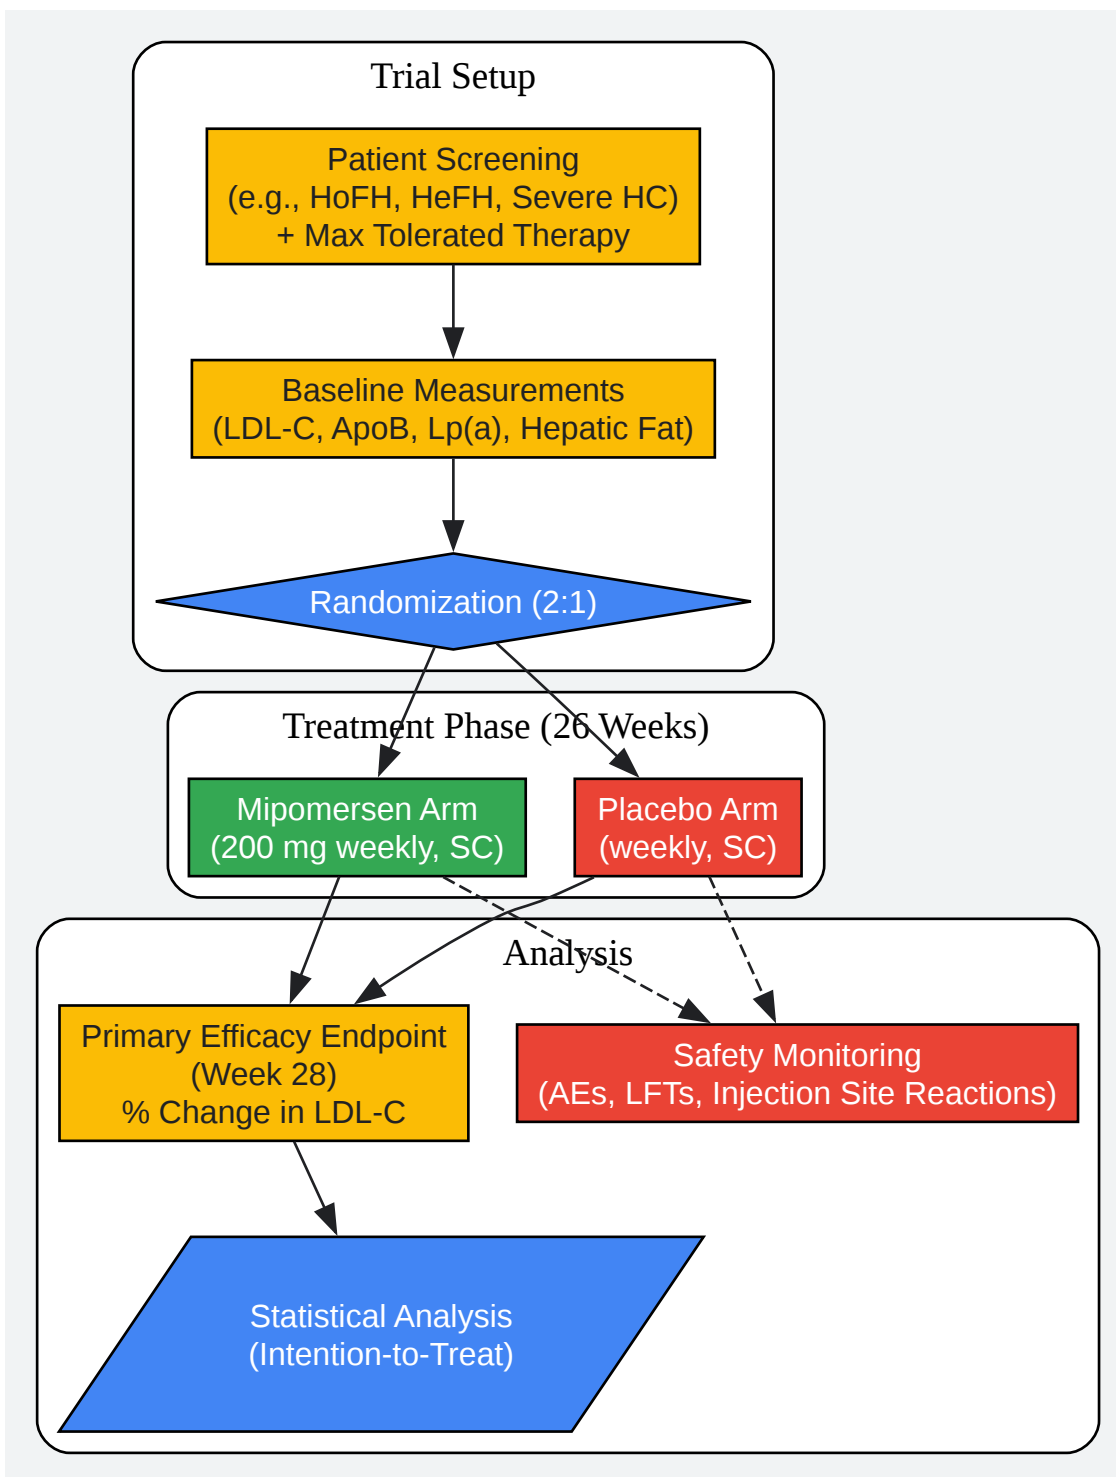 Trial Setup
Patient Screening
(e.g., HoFH, HeFH, Severe HC)
+ Max Tolerated Therapy
Baseline Measurements
(LDL-C, ApoB, Lp(a), Hepatic Fat)
Randomization (2:1)
Treatment Phase (26 Weeks)
Mipomersen Arm
(200 mg weekly, SC)
Placebo Arm
(weekly, SC)
Analysis
Primary Efficacy Endpoint
(Week 28)
% Change in LDL-C
Safety Monitoring
(AEs, LFTs, Injection Site Reactions)
Statistical Analysis
(Intention-to-Treat)